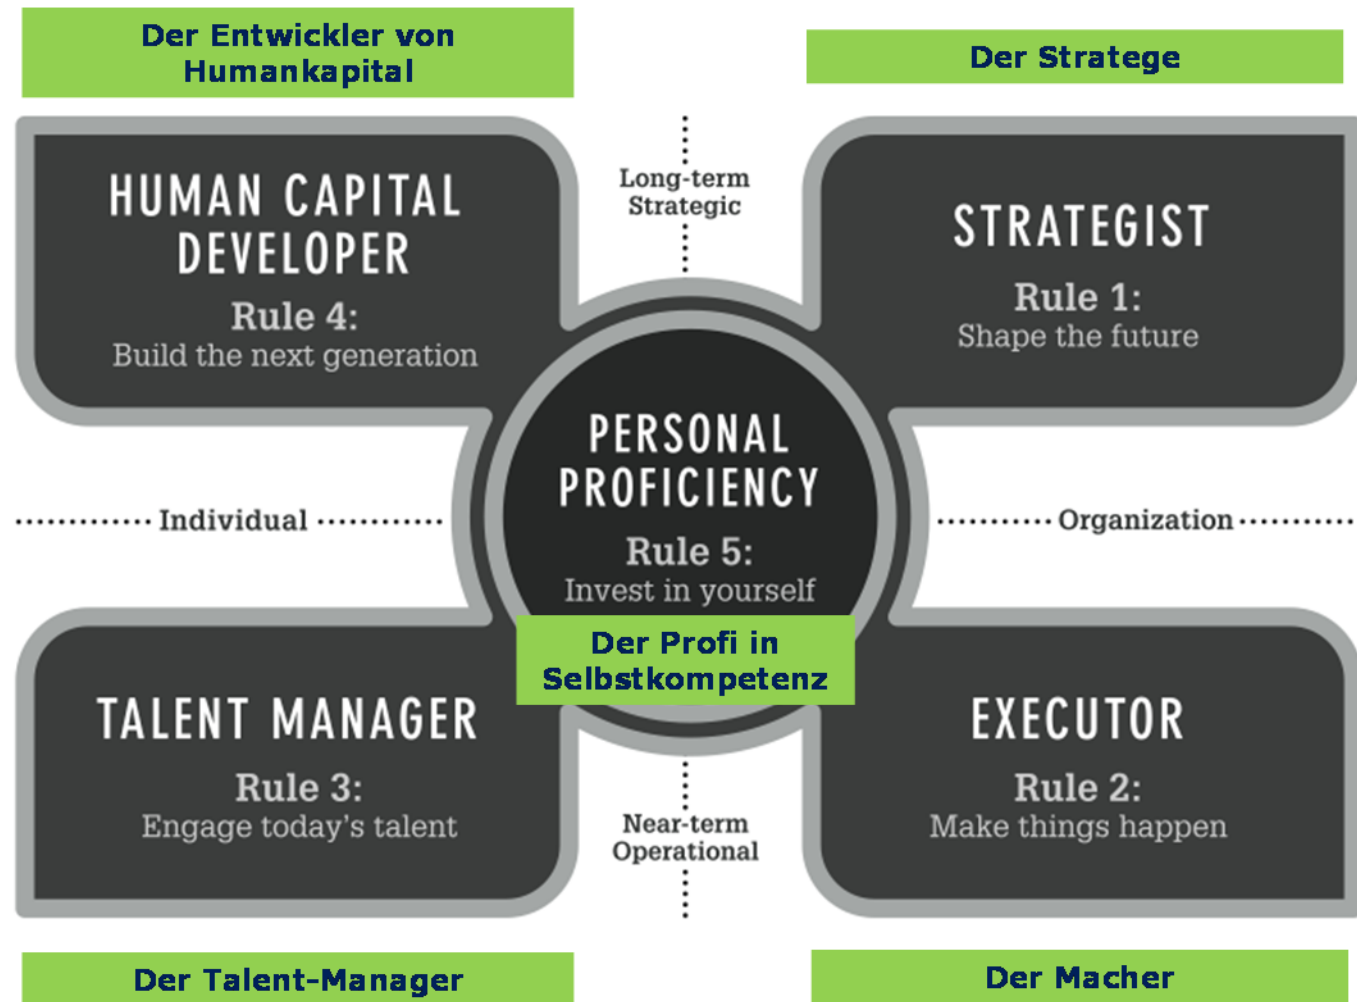 Der Entwickler von
Humankapital
Der Stratege
HUMAN CAPITAL
DEVELOPER
Rule 4:
Build the next generation
Long-term
Strategic
STRATEGIST
Rule 1:
Shape the future
PERSONAL
PROFICIENCY
Rule 5:
Invest in yourself
Der Profi in
Selbstkompetenz
Individual
Organization
TALENT MANAGER
Rule 3:
Engage today's talent
Near-term
Operational
EXECUTOR
Rule 2:
Make things happen
Der Talent-Manager
Der Macher